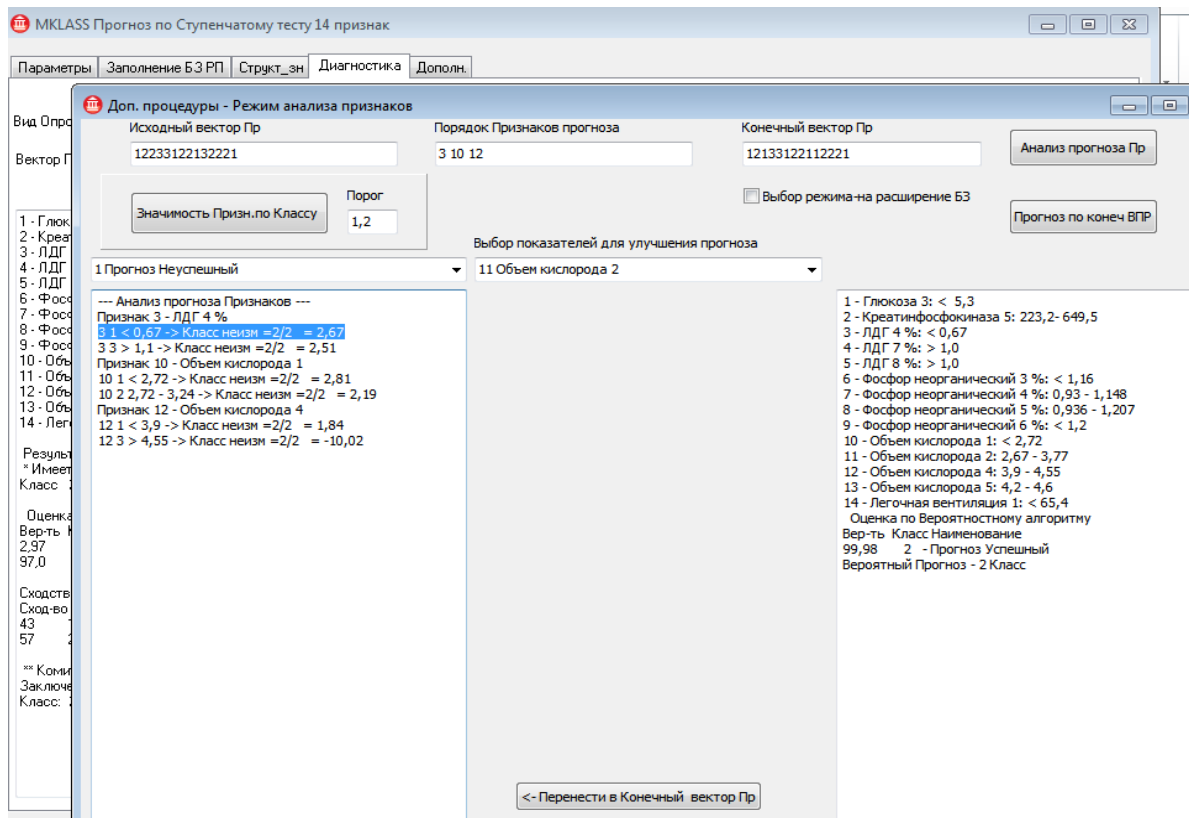 MKLASS Прогноз по Ступенчатому тесту 14 признак
Параметры Заполнение БЗ РП Структ_зн Диагностика Дополн.
Доп. процедуры - Режим анализа признаков
Вид Опро
Вектор П
Исходный вектор Пр
Порядок Признаков прогноза
Конечный вектор Пр
12233122132221
3 10 12
12133122112221
Анализ прогноза Пр
Значимость Призн.по Классу
Порог
1,2
Выбор режима-на расширение БЗ
Прогноз по конеч ВПР
Выбор показателей для улучшения прогноза
1 Прогноз Неуспешный
11 Объем кислорода 2
1 - Глюк
2 - Креат
3 - ЛДГ
4 - ЛДГ
5 - ЛДГ
6 - Фосф
7 - Фосф
8 - Фосф
9 - Фосф
10 - Объ
11 - Объ
12 - Объ
13 - Объ
14 - Лег
Результ
* Имеет
Класс
Оценка
Вер-ть
2,97
97,0
Сходств
Сход-во
43
57
** Коми
Заключе
Класс:
--- Анализ прогноза Признаков ---
Признак 3 - ЛДГ 4 %
3 1 < 0,67 -> Класс неизм =2/2 = 2,67
3 3 > 1,1 -> Класс неизм =2/2 = 2,51
Признак 10 - Объем кислорода 1
10 1 < 2,72 -> Класс неизм =2/2 = 2,81
10 2 2,72 - 3,24 -> Класс неизм =2/2 = 2,19
Признак 12 - Объем кислорода 4
12 1 < 3,9 -> Класс неизм =2/2 = 1,84
12 3 > 4,55 -> Класс неизм =2/2 = -10,02
1 - Глюкоза 3: < 5,3
2 - Креатинфосфокиназа 5: 223,2- 649,5
3 - ЛДГ 4 %: < 0,67
4 - ЛДГ 7 %: > 1,0
5 - ЛДГ 8 %: > 1,0
6 - Фосфор неорганический 3 %: < 1,16
7 - Фосфор неорганический 4 %: 0,93 - 1,148
8 - Фосфор неорганический 5 %: 0,936 - 1,207
9 - Фосфор неорганический 6 %: < 1,2
10 - Объем кислорода 1: < 2,72
11 - Объем кислорода 2: 2,67 - 3,77
12 - Объем кислорода 4: 3,9 - 4,55
13 - Объем кислорода 5: 4,2 - 4,6
14 - Легочная вентиляция 1: < 65,4
Оценка по Вероятностному алгоритму
Вер-ть Класс Наименование
99,98 2 - Прогноз Успешный
Вероятный Прогноз - 2 Класс
<- Перенести в Конечный вектор Пр